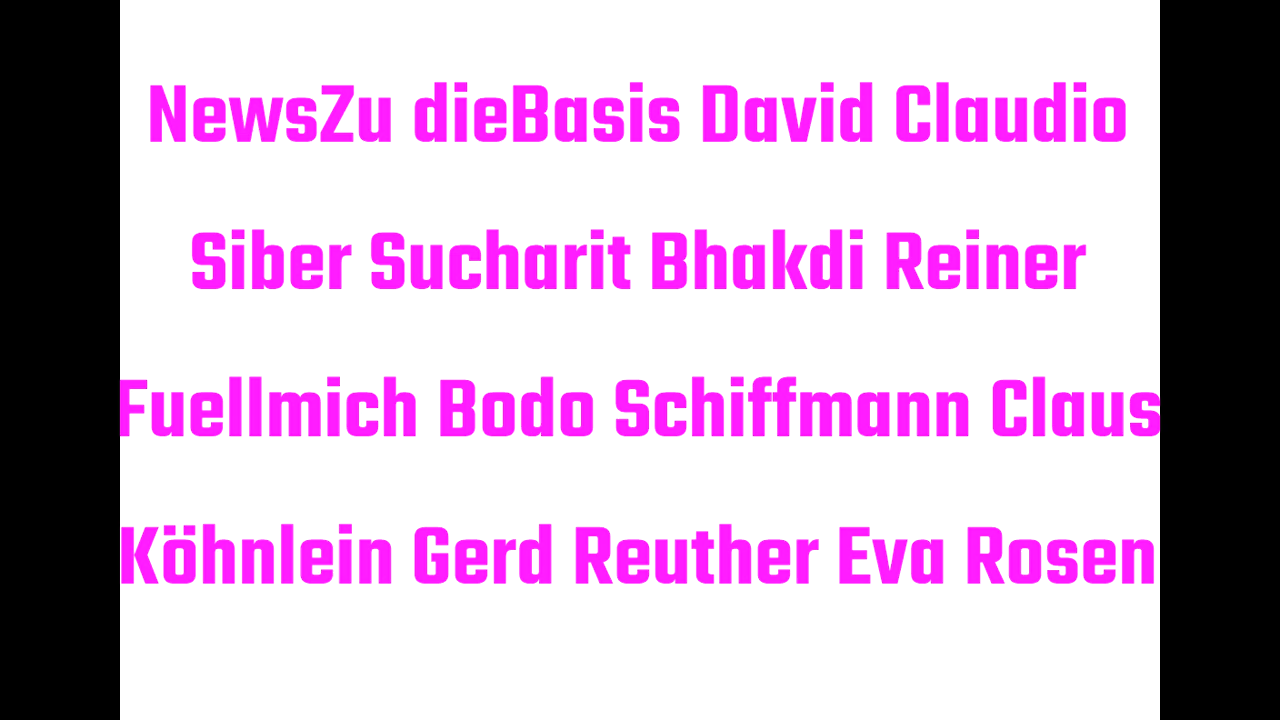 NewsZu dieBasis David Claudio
Siber Sucharit Bhakdi Reiner
Fuellmich Bodo Schiffmann Claus
Köhnlein Gerd Reuther Eva Rosen